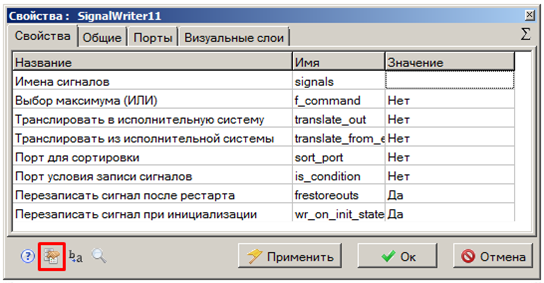 Свойства : SignalWriter11
Свойства Общие Порты Визуальные слои Σ
Название Имя Значение
Имена сигналов signals
Выбор максимума (ИЛИ) f_command Нет
Транслировать в исполнительную систему translate_out Нет
Транслировать из исполнительной системы translate_from_e Нет
Порт для сортировки sort_port Нет
Порт условия записи сигналов is_condition Нет
Перезаписать сигнал после рестарта frestoreouts Да
Перезаписать сигнал при инициализации wr_on_init_state Да
? b a Применить Ок Отмена